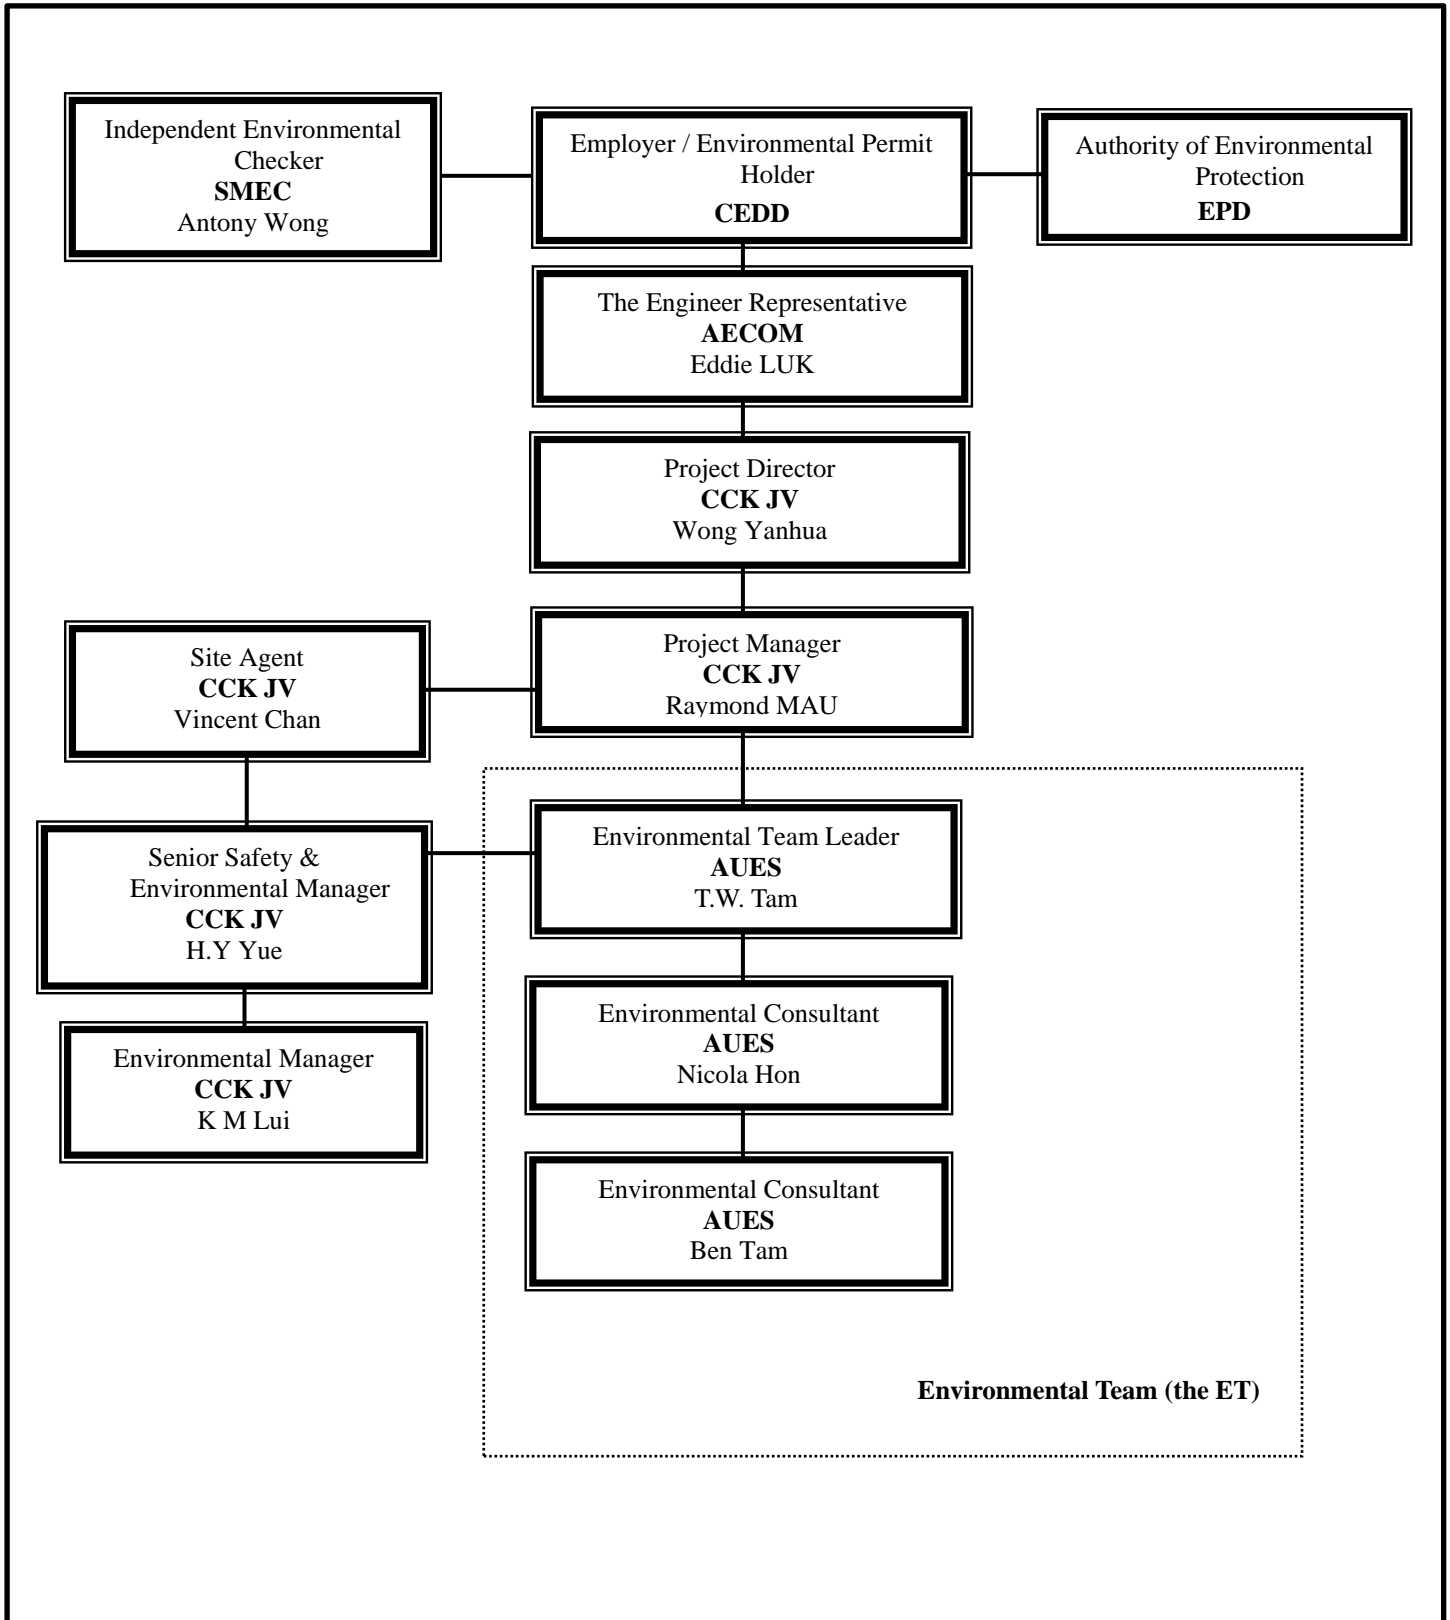 Independent Environmental
Checker
SMEC
Antony Wong
Employer / Environmental Permit
Holder
CEDD
Authority of Environmental
Protection
EPD
The Engineer Representative
AECOM
Eddie LUK
Project Director
CCK JV
Wong Yanhua
Site Agent
CCK JV
Vincent Chan
Project Manager
CCK JV
Raymond MAU
Senior Safety &
Environmental Manager
CCK JV
H.Y Yue
Environmental Team Leader
AUES
T.W. Tam
Environmental Manager
CCK JV
K M Lui
Environmental Consultant
AUES
Nicola Hon
Environmental Consultant
AUES
Ben Tam
Environmental Team (the ET)